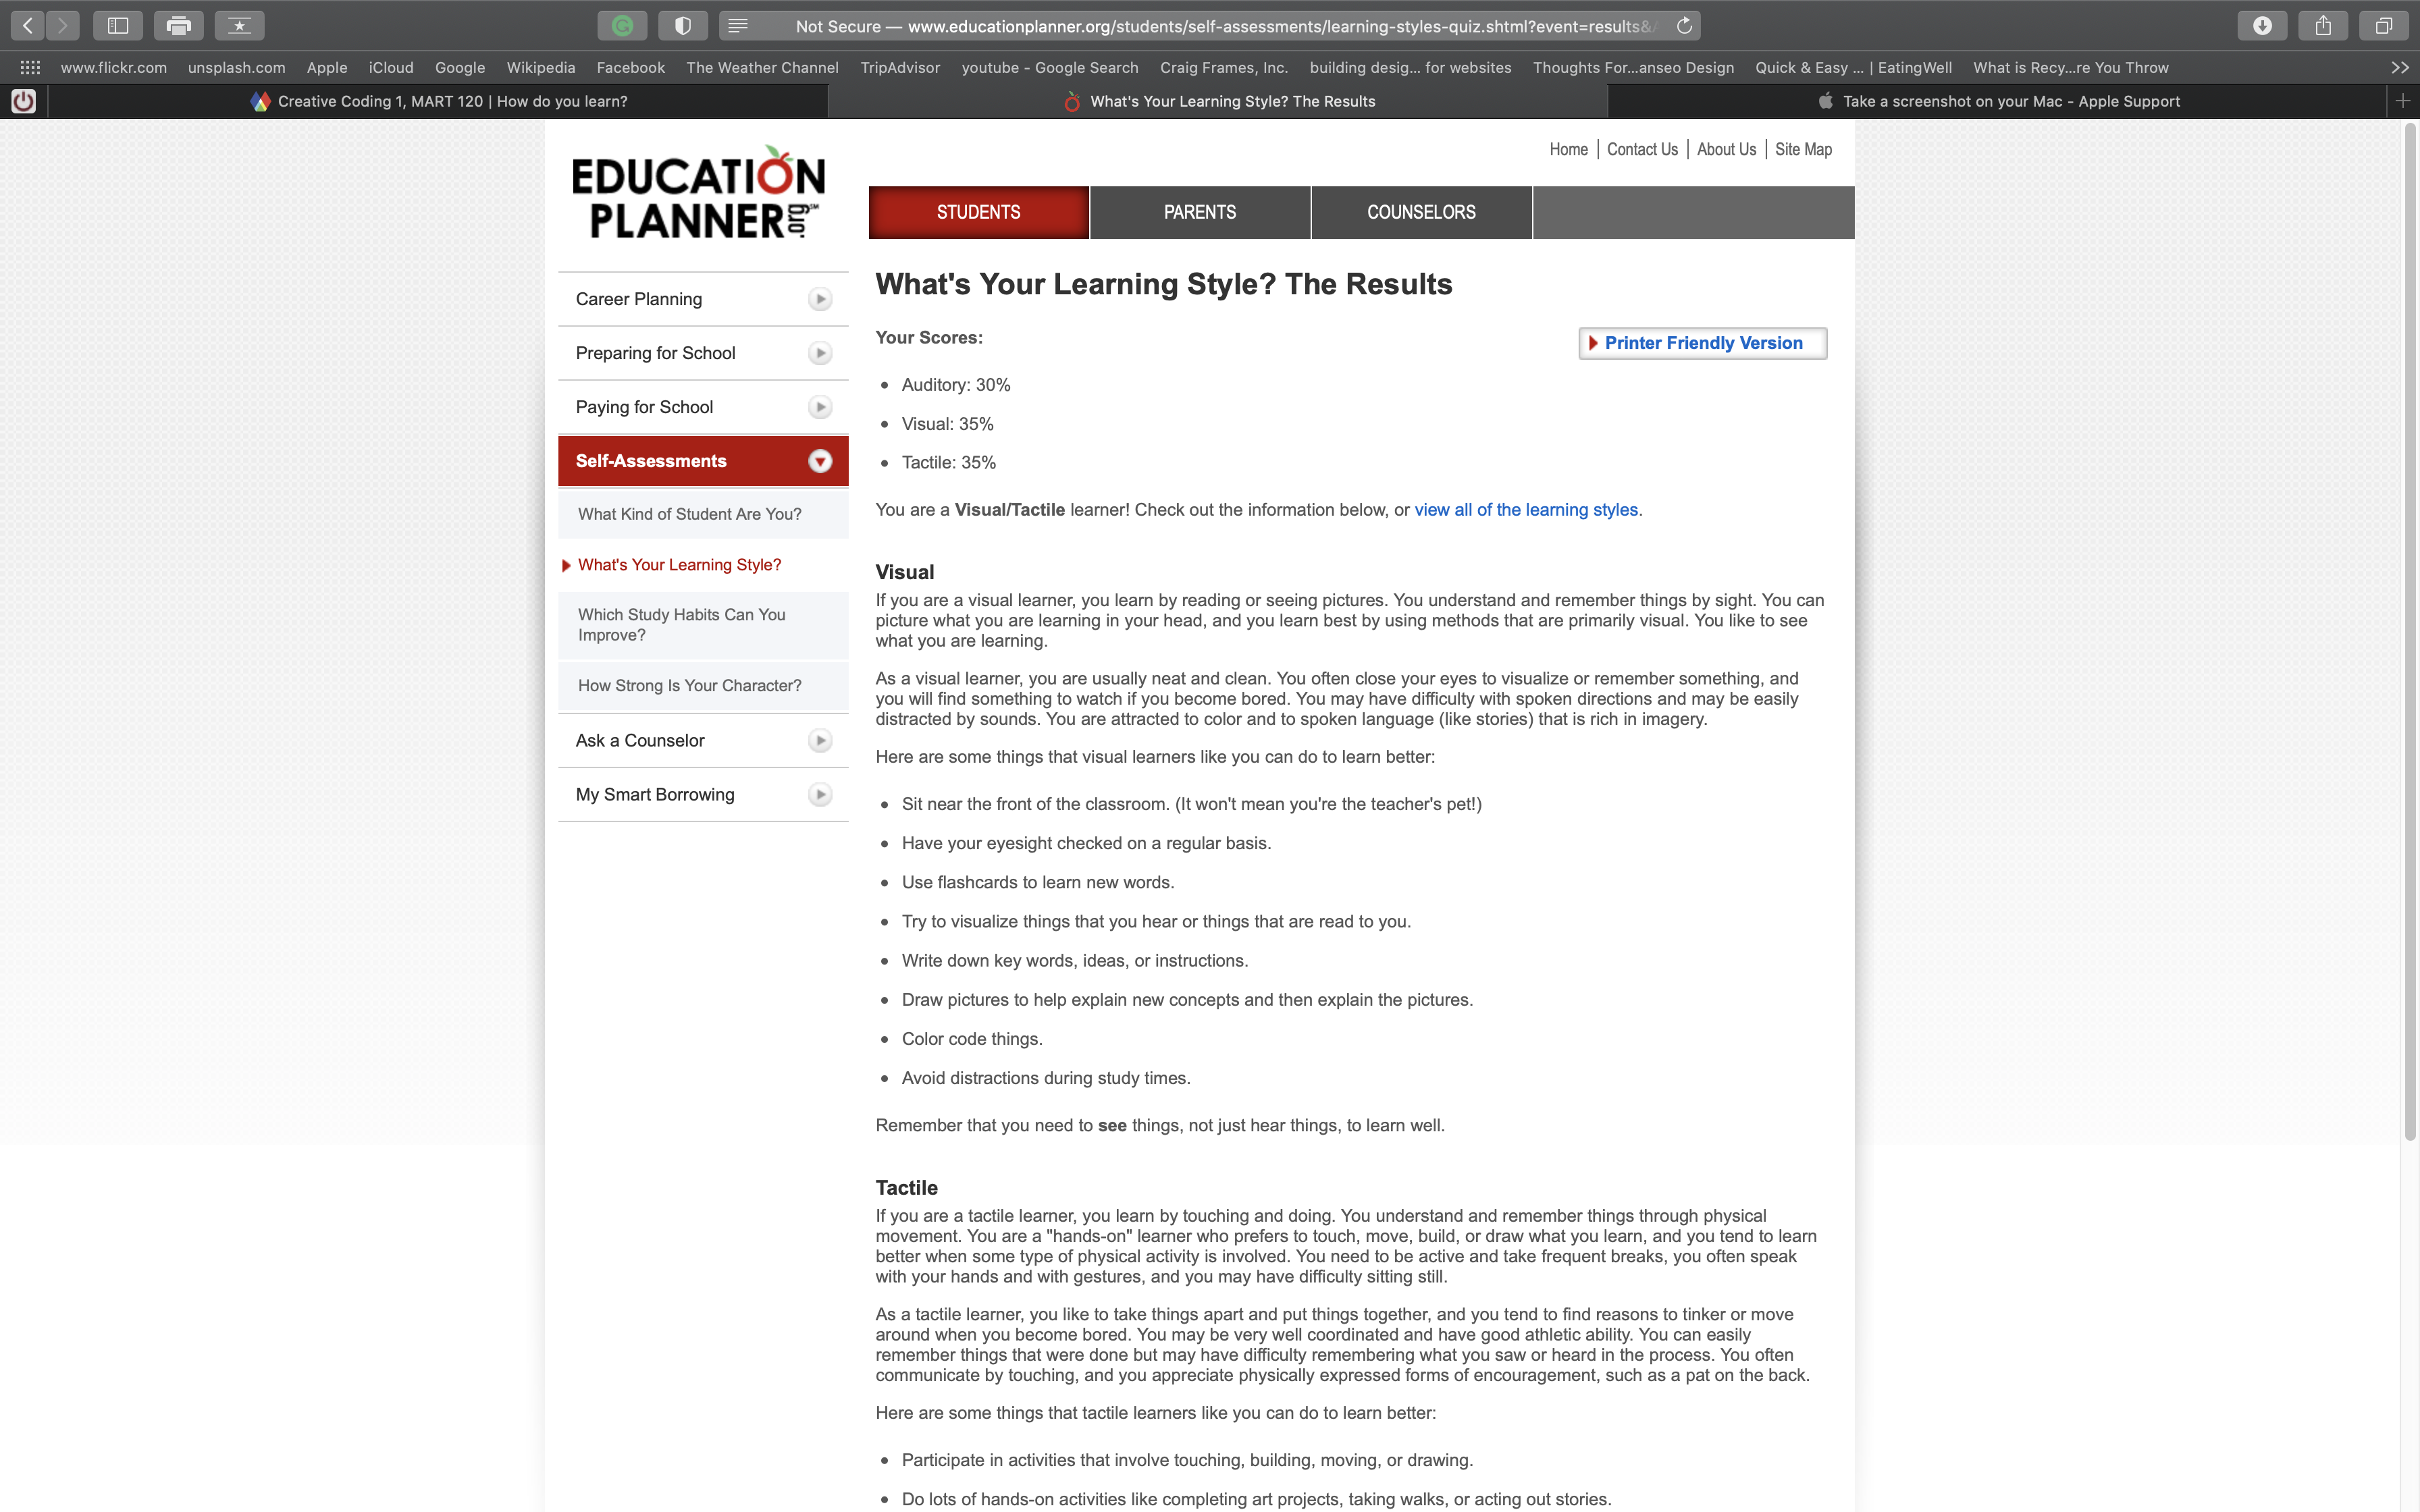 Not Secure — www.educationplanner.org/students/self-assessments/learning-styles-quiz.shtml?event=results&
www.flickr.com unsplash.com Apple iCloud Google Wikipedia Facebook The Weather Channel TripAdvisor youtube - Google Search Craig Frames, Inc. building desig... for websites Thoughts For...anseo Design Quick & Easy ... | EatingWell What is Recy...re You Throw
Creative Coding 1, MART 120 | How do you learn? What's Your Learning Style? The Results Take a screenshot on your Mac - Apple Support
EDUCATION
PLANNER.org SM
Home | Contact Us | About Us | Site Map
STUDENTS PARENTS COUNSELORS
Career Planning
Preparing for School
Paying for School
Self-Assessments
What Kind of Student Are You?
What's Your Learning Style?
Which Study Habits Can You
Improve?
How Strong Is Your Character?
Ask a Counselor
My Smart Borrowing
What's Your Learning Style? The Results
Your Scores:
Printer Friendly Version
• Auditory: 30%
• Visual: 35%
• Tactile: 35%
You are a Visual/Tactile learner! Check out the information below, or view all of the learning styles.
Visual
If you are a visual learner, you learn by reading or seeing pictures. You understand and remember things by sight. You can
picture what you are learning in your head, and you learn best by using methods that are primarily visual. You like to see
what you are learning.
As a visual learner, you are usually neat and clean. You often close your eyes to visualize or remember something, and
you will find something to watch if you become bored. You may have difficulty with spoken directions and may be easily
distracted by sounds. You are attracted to color and to spoken language (like stories) that is rich in imagery.
Here are some things that visual learners like you can do to learn better:
• Sit near the front of the classroom. (It won't mean you're the teacher's pet!)
• Have your eyesight checked on a regular basis.
• Use flashcards to learn new words.
• Try to visualize things that you hear or things that are read to you.
• Write down key words, ideas, or instructions.
• Draw pictures to help explain new concepts and then explain the pictures.
• Color code things.
• Avoid distractions during study times.
Remember that you need to see things, not just hear things, to learn well.
Tactile
If you are a tactile learner, you learn by touching and doing. You understand and remember things through physical
movement. You are a "hands-on" learner who prefers to touch, move, build, or draw what you learn, and you tend to learn
better when some type of physical activity is involved. You need to be active and take frequent breaks, you often speak
with your hands and with gestures, and you may have difficulty sitting still.
As a tactile learner, you like to take things apart and put things together, and you tend to find reasons to tinker or move
around when you become bored. You may be very well coordinated and have good athletic ability. You can easily
remember things that were done but may have difficulty remembering what you saw or heard in the process. You often
communicate by touching, and you appreciate physically expressed forms of encouragement, such as a pat on the back.
Here are some things that tactile learners like you can do to learn better:
• Participate in activities that involve touching, building, moving, or drawing.
• Do lots of hands-on activities like completing art projects, taking walks, or acting out stories.